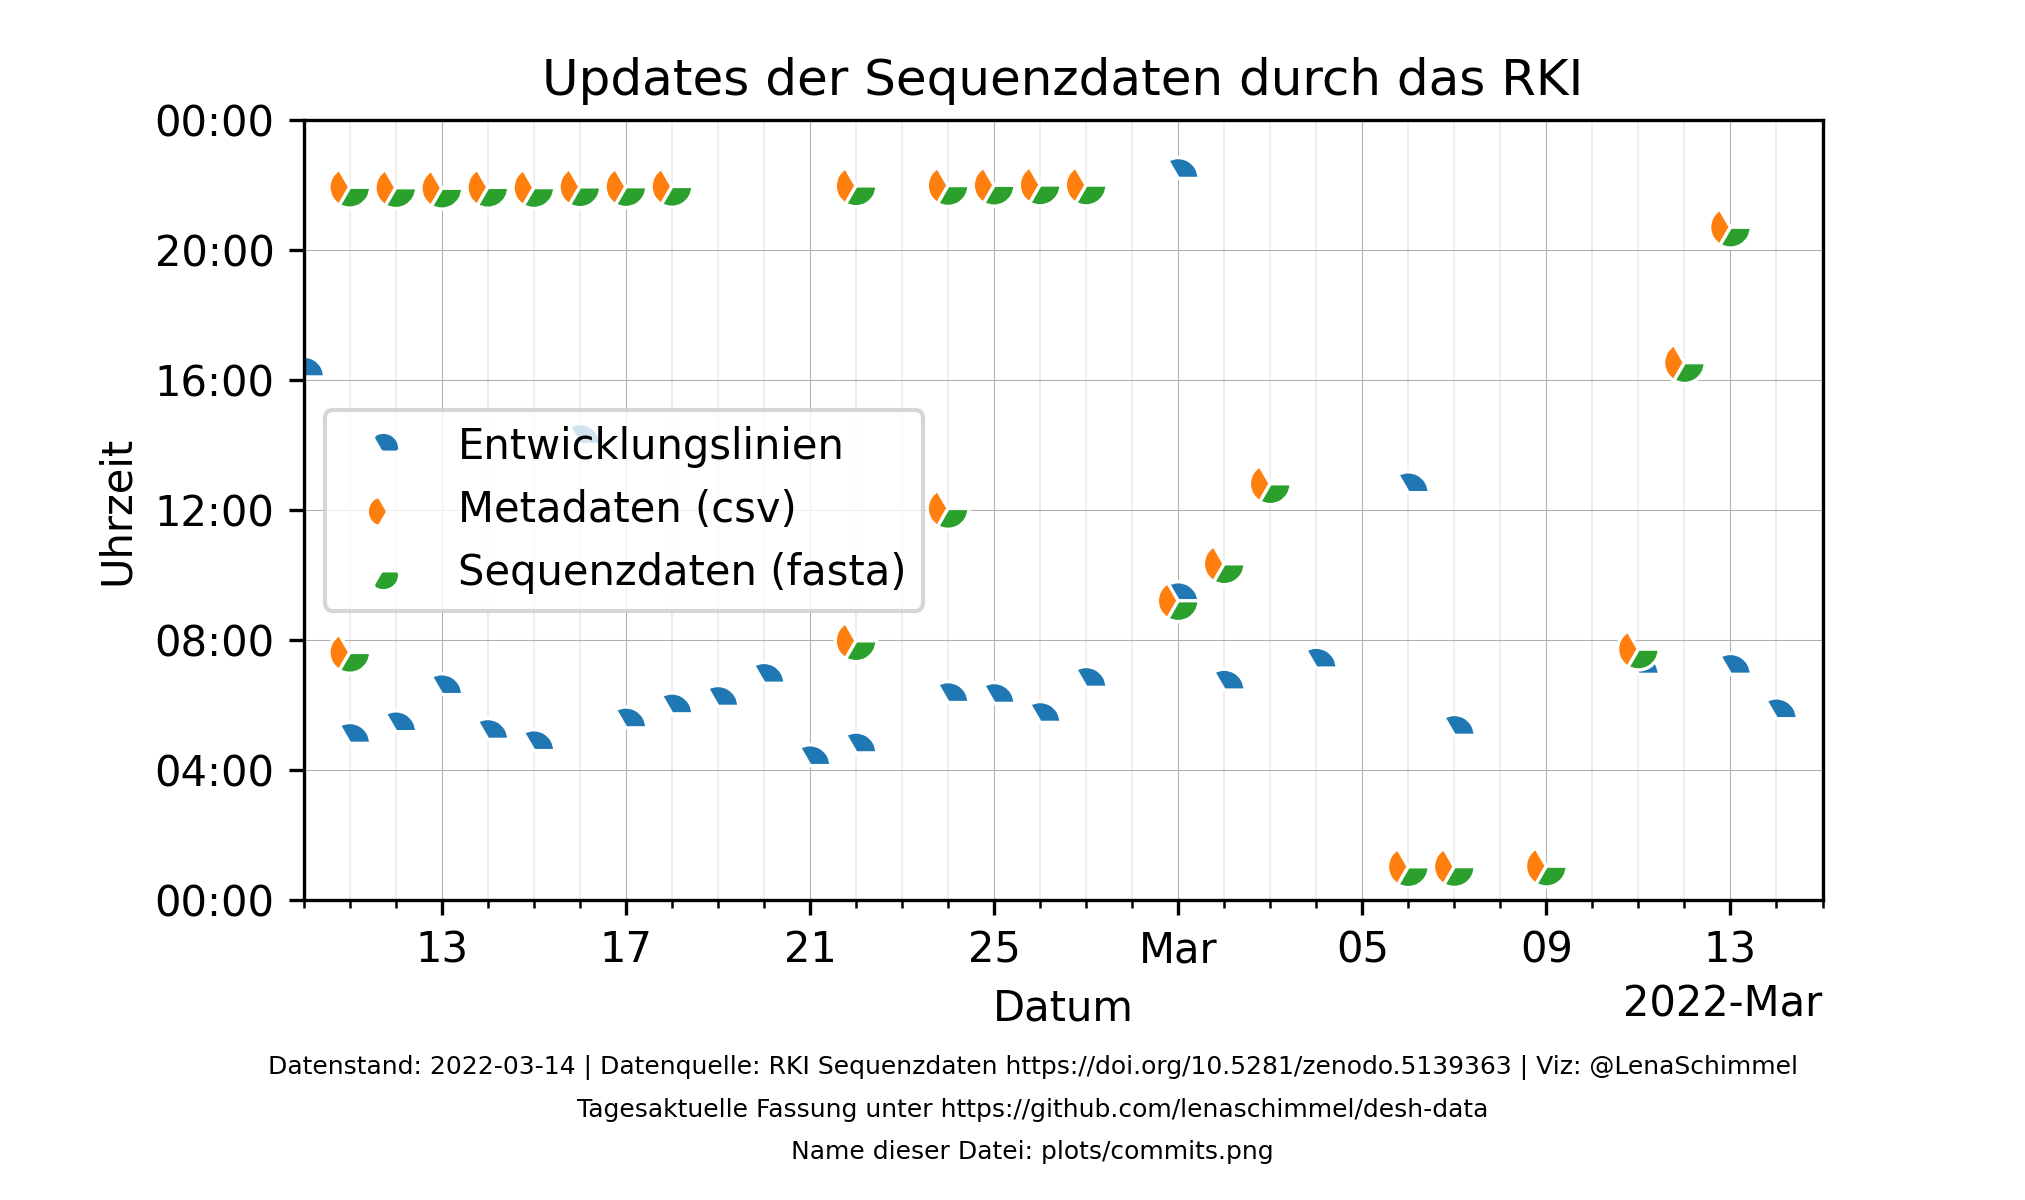 Updates der Sequenzdaten durch das RKI
00:00
20:00
16:00
12:00
08:00
04:00
00:00
Uhrzeit
Entwicklungslinien
Metadaten (csv)
Sequenzdaten (fasta)
13 17 21 25 Mar 05 09 13
Datum
2022-Mar
Datenstand: 2022-03-14 | Datenquelle: RKI Sequenzdaten https://doi.org/10.5281/zenodo.5139363 | Viz: @LenaSchimmel
Tagesaktuelle Fassung unter https://github.com/lenaschimmel/desh-data
Name dieser Datei: plots/commits.png